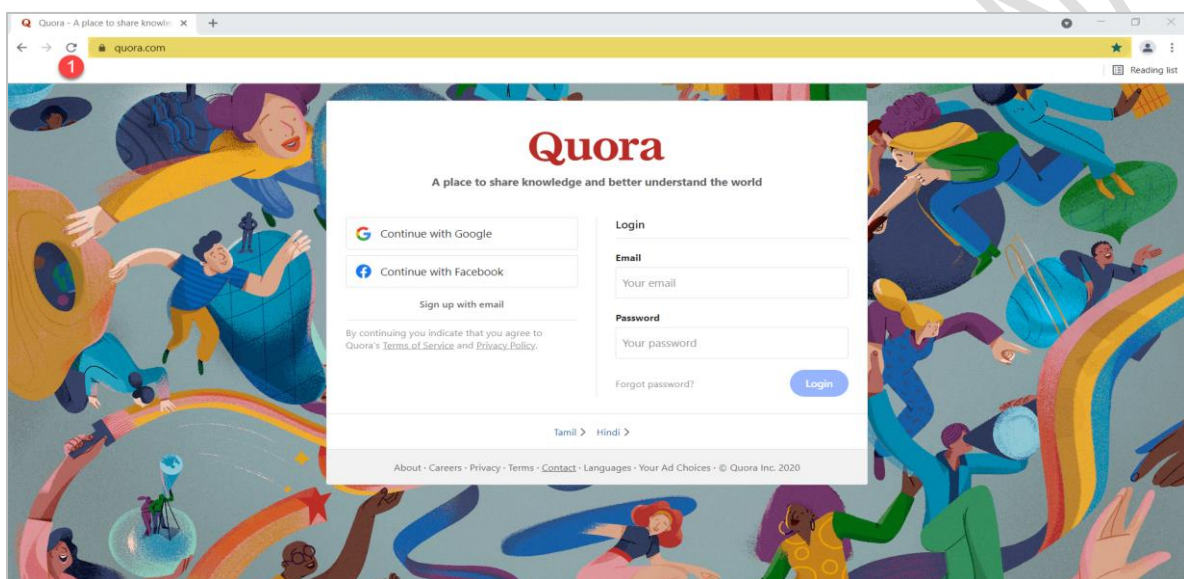 Q Quora - A place to share knowle
quora.com
1
Reading list
Quora
A place to share knowledge and better understand the world
Continue with Google
Continue with Facebook
Sign up with email
By continuing you indicate that you agree to
Quora's Terms of Service and Privacy Policy.
Login
Email
Your email
Password
Your password
Forgot password?
Login
Tamil > Hindi >
About · Careers · Privacy · Terms · Contact · Languages · Your Ad Choices · © Quora Inc. 2020